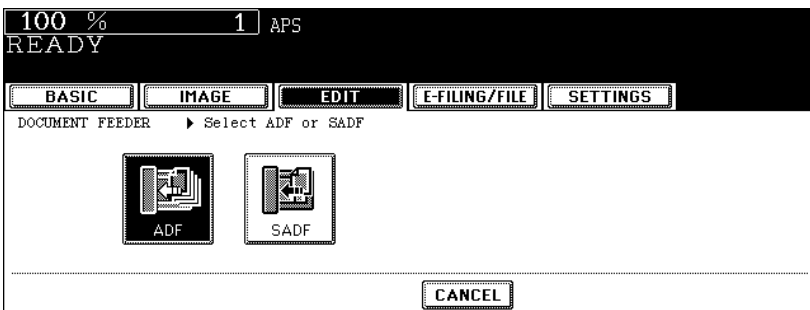 100 % 1 APS
READY
BASIC IMAGE EDIT E-FILING/FILE SETTINGS
DOCUMENT FEEDER ▶ Select ADF or SADF
ADF SADF
CANCEL